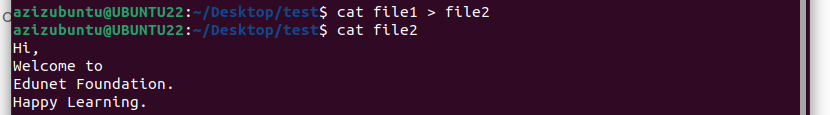 azizubuntu@UBUNTU22:~/Desktop/test$ cat file1 > file2
azizubuntu@UBUNTU22:~/Desktop/test$ cat file2
Hi,
Welcome to
Edunet Foundation.
Happy Learning.